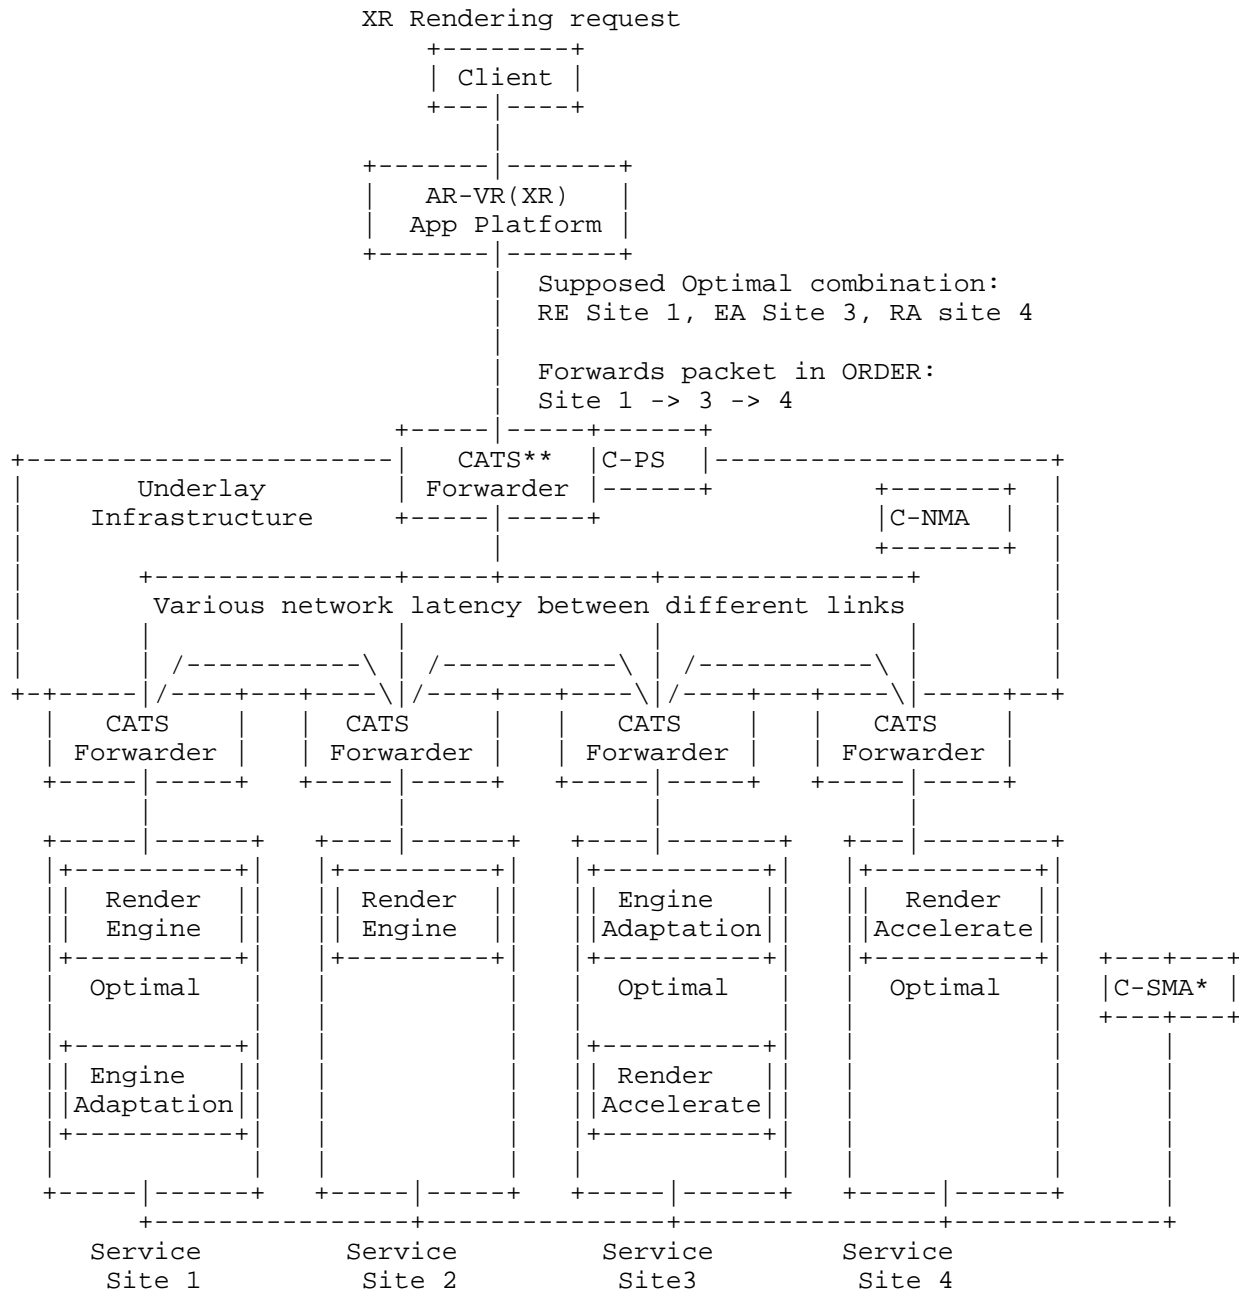 XR Rendering request
Client
AR-VR(XR)
App Platform
Supposed Optimal combination:
RE Site 1, EA Site 3, RA site 4
Forwards packet in ORDER:
Site 1 -> 3 -> 4
CATS** C-PS
Underlay Forwarder
Infrastructure C-NMA
Various network latency between different links
CATS CATS CATS CATS
Forwarder Forwarder Forwarder Forwarder
Render Render Engine Render
Engine Engine Adaptation Accelerate
Optimal Optimal Optimal C-SMA*
Engine Render
Adaptation Accelerate
Service Service Service Service
Site 1 Site 2 Site3 Site 4